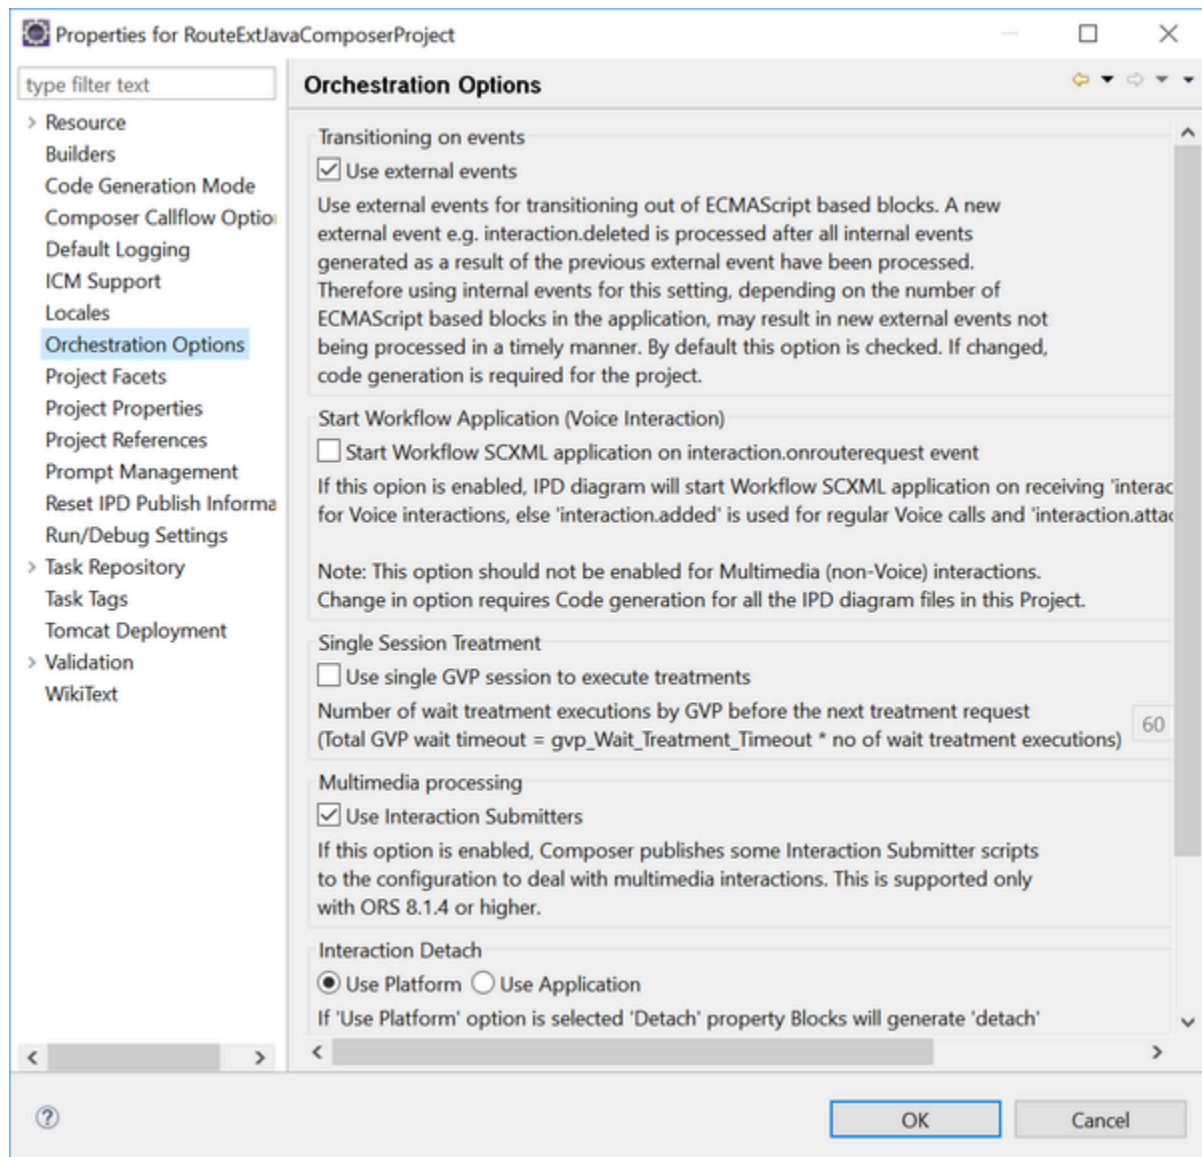 Properties for RouteExtJavaComposerProject
type filter text
Resource
Builders
Code Generation Mode
Composer Callflow Optio
Default Logging
ICM Support
Locales
Orchestration Options
Project Facets
Project Properties
Project References
Prompt Management
Reset IPD Publish Informa
Run/Debug Settings
Task Repository
Task Tags
Tomcat Deployment
Validation
WikiText
Orchestration Options
Transitioning on events
Use external events
Use external events for transitioning out of ECMAScript based blocks. A new
external event e.g. interaction.deleted is processed after all internal events
generated as a result of the previous external event have been processed.
Therefore using internal events for this setting, depending on the number of
ECMAScript based blocks in the application, may result in new external events not
being processed in a timely manner. By default this option is checked. If changed,
code generation is required for the project.
Start Workflow Application (Voice Interaction)
Start Workflow SCXML application on interaction.onrouterequest event
If this opion is enabled, IPD diagram will start Workflow SCXML application on receiving 'interac
for Voice interactions, else 'interaction.added' is used for regular Voice calls and 'interaction.attac
Note: This option should not be enabled for Multimedia (non-Voice) interactions.
Change in option requires Code generation for all the IPD diagram files in this Project.
Single Session Treatment
Use single GVP session to execute treatments
Number of wait treatment executions by GVP before the next treatment request
(Total GVP wait timeout = gvp_Wait_Treatment_Timeout * no of wait treatment executions)
60
Multimedia processing
Use Interaction Submitters
If this option is enabled, Composer publishes some Interaction Submitter scripts
to the configuration to deal with multimedia interactions. This is supported only
with ORS 8.1.4 or higher.
Interaction Detach
Use Platform Use Application
If 'Use Platform' option is selected 'Detach' property Blocks will generate 'detach'
?
OK Cancel